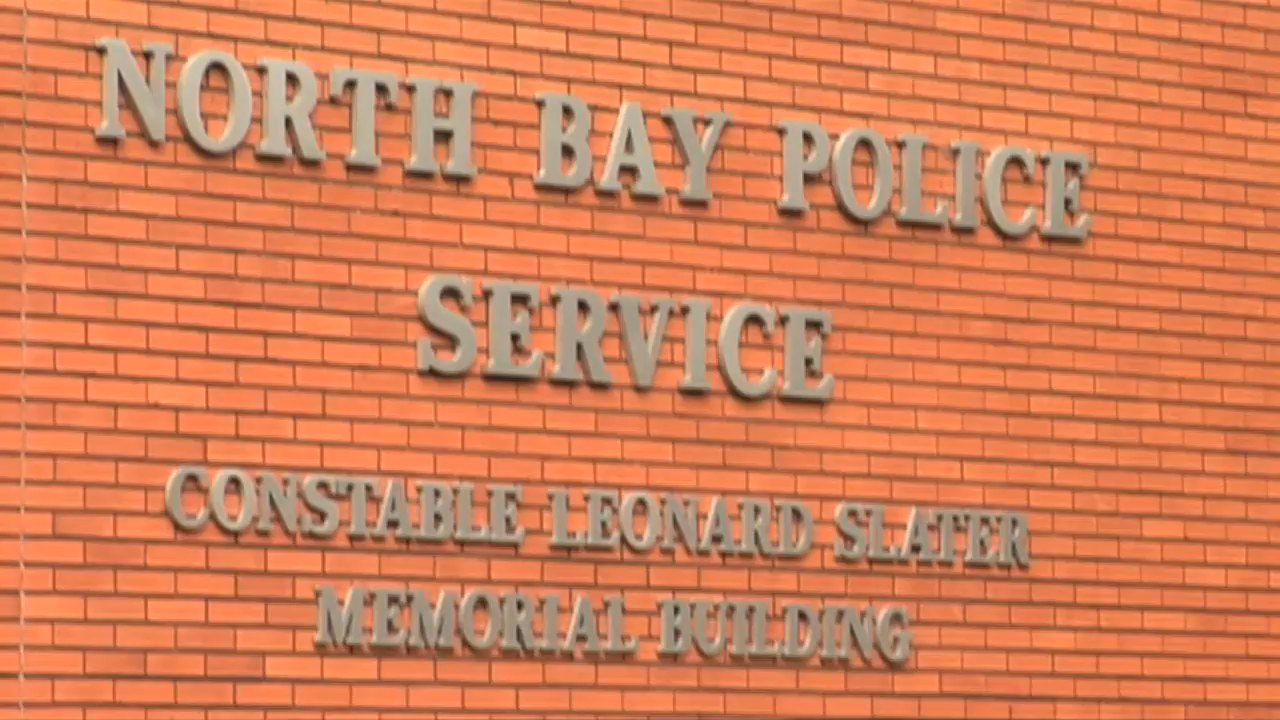 NORTH BAY POLICE
SERVICE
CONSTABLE LEONARD SLATER
MEMORIAL BUILDING